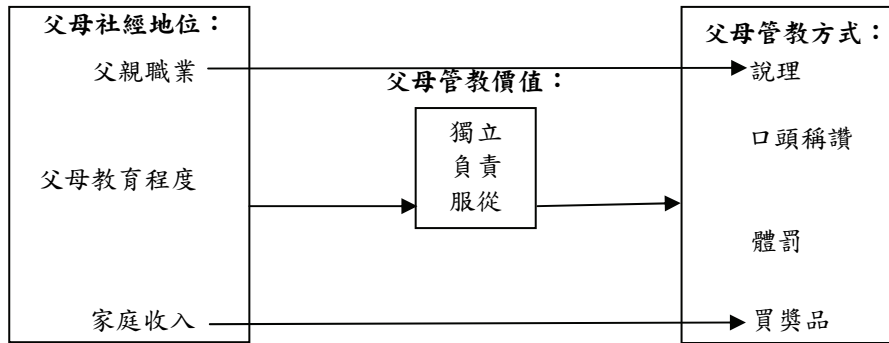 父母社經地位：
父親職業
父母教育程度
家庭收入
父母管教價值：
獨立
負責
服從
父母管教方式：
說理
口頭稱讚
體罰
買獎品